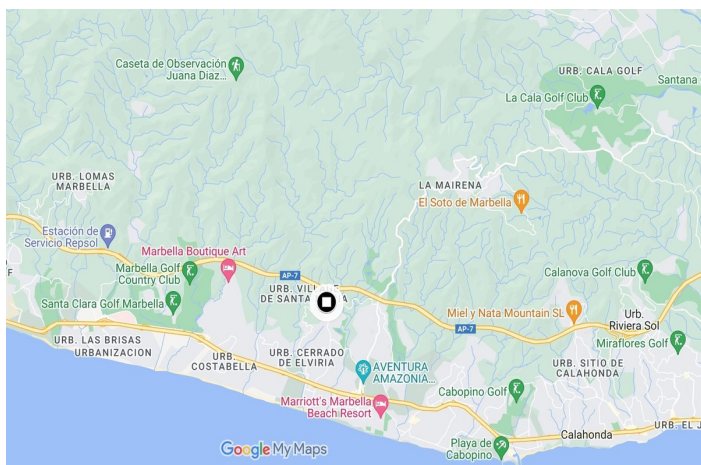 Caseta de Observación
Juana Diaz...
URB. CALA GOLF
Santana
La Cala Golf Club
URB. LOMAS
MARBELLA
LA MAIRENA
El Soto de Marbella
Estación de
Servicio Repsol
Marbella Boutique Art
Marbella Golf
Country Club
AP-7
Calanova Golf Club
URB. VILL
DE SANTA
Santa Clara Golf Marbella
Miel y Nata Mountain SL
Urb.
Riviera Sol
AP-7
URB. LAS BRISAS
URBANIZACION
Miraflores Golf
URB.
COSTABELLA
URB. CERRADO
DE ELVIRIA
URB. SITIO DE
CALAHONDA
AVENTURA
AMAZONIA...
Cabopino Golf
Marriott's Marbella
Beach Resort
URB. EL J
Calahonda
Playa de
Cabopino
Google My Maps